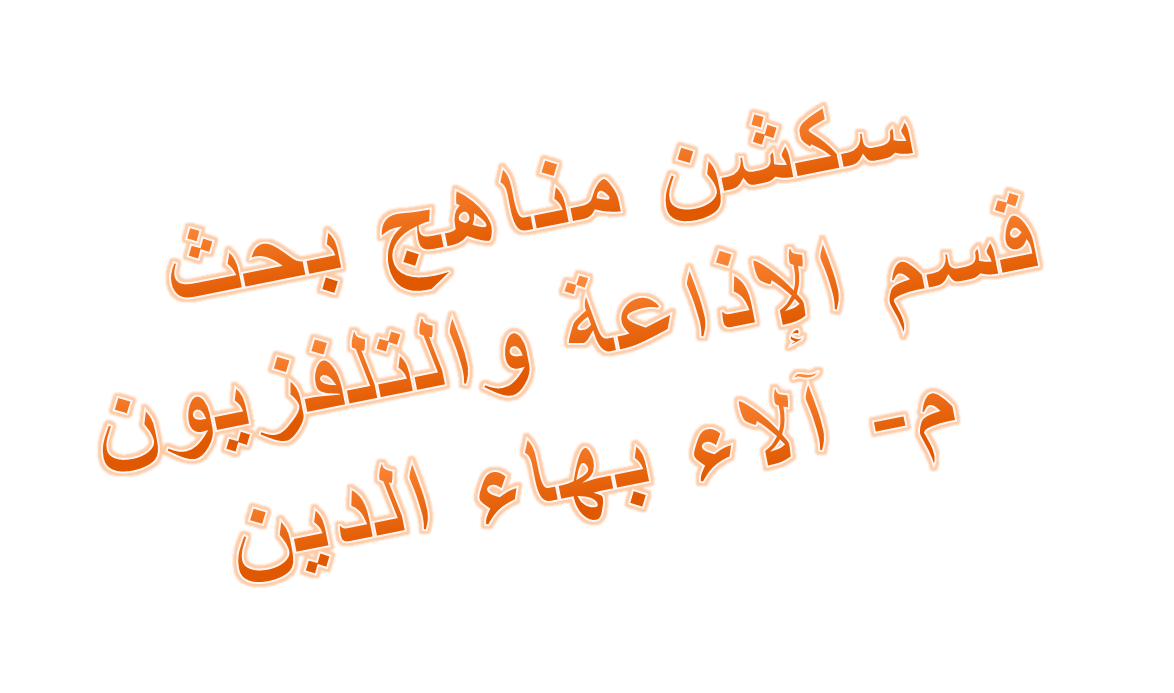 سكشن مناهج بحث
قسم الإذاعة والتلفزيون
م- آلاء بهاء الدين